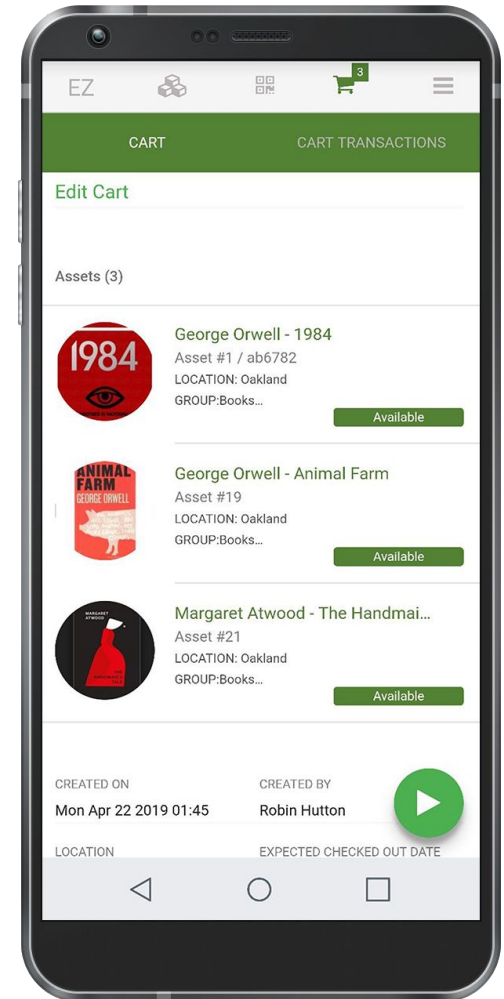 EZ
3
CART
CART TRANSACTIONS
Edit Cart
Assets (3)
1984
George Orwell - 1984
Asset #1 / ab6782
LOCATION: Oakland
GROUP:Books...
Available
ANIMAL
FARM
GEORGE ORWELL
George Orwell - Animal Farm
Asset #19
LOCATION: Oakland
GROUP:Books...
Available
MARGARET
ATWOOD
THE
HANDMAID'S
TALE
Margaret Atwood - The Handmai...
Asset #21
LOCATION: Oakland
GROUP:Books...
Available
CREATED ON
CREATED BY
Mon Apr 22 2019 01:45
Robin Hutton
LOCATION
EXPECTED CHECKED OUT DATE